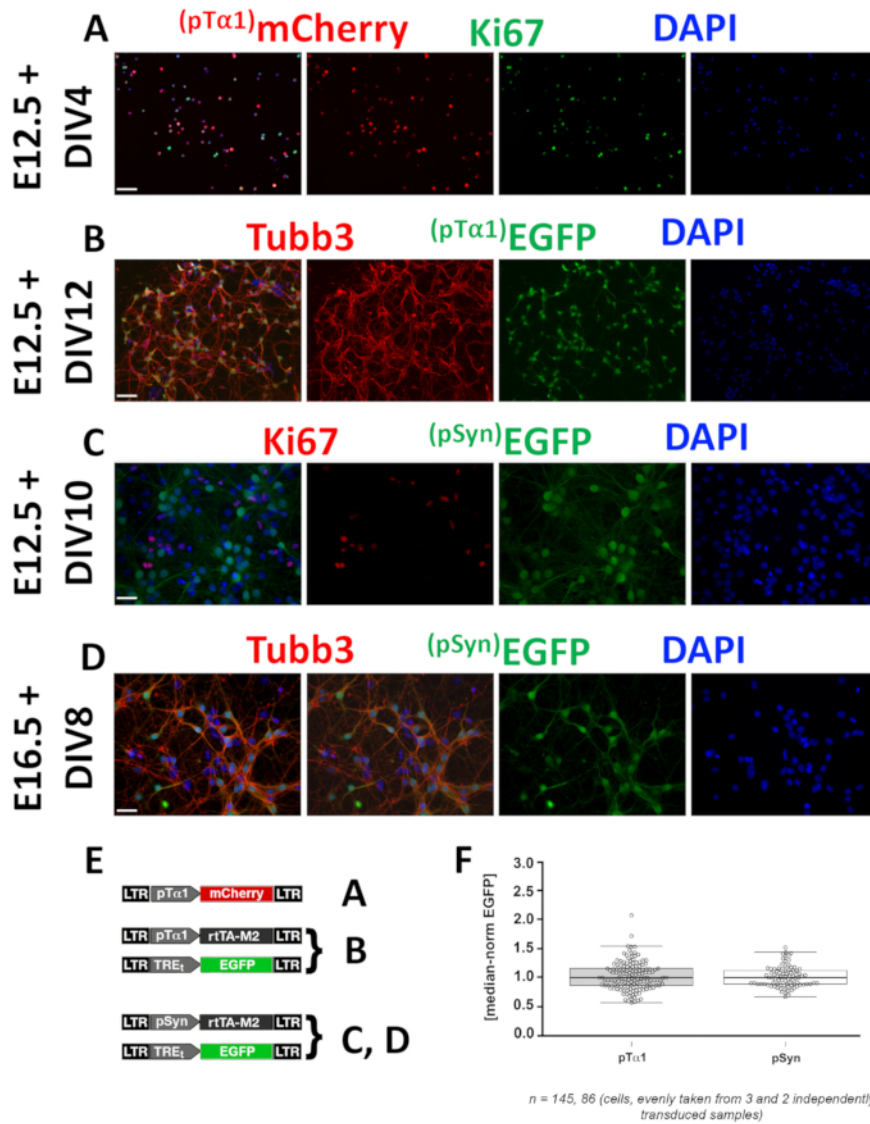 A
(pTα1)mCherry Ki67 DAPI
E12.5 +
DIV4
B
Tubb3 (pTα1)EGFP DAPI
E12.5 +
DIV12
C
Ki67 (pSyn)EGFP DAPI
E12.5 +
DIV10
D
Tubb3 (pSyn)EGFP DAPI
E16.5 +
DIV8
E
LTR pTα1 mCherry LTR A
LTR pTα1 rtTA-M2 LTR
LTR TREt EGFP LTR
} B
LTR pSyn rtTA-M2 LTR
LTR TREt EGFP LTR
} C, D
F
[median-norm EGFP]
3.0
2.5
2.0
1.5
1.0
0.5
0.0
pTα1 pSyn
n = 145, 86 (cells, evenly taken from 3 and 2 independently
transduced samples)